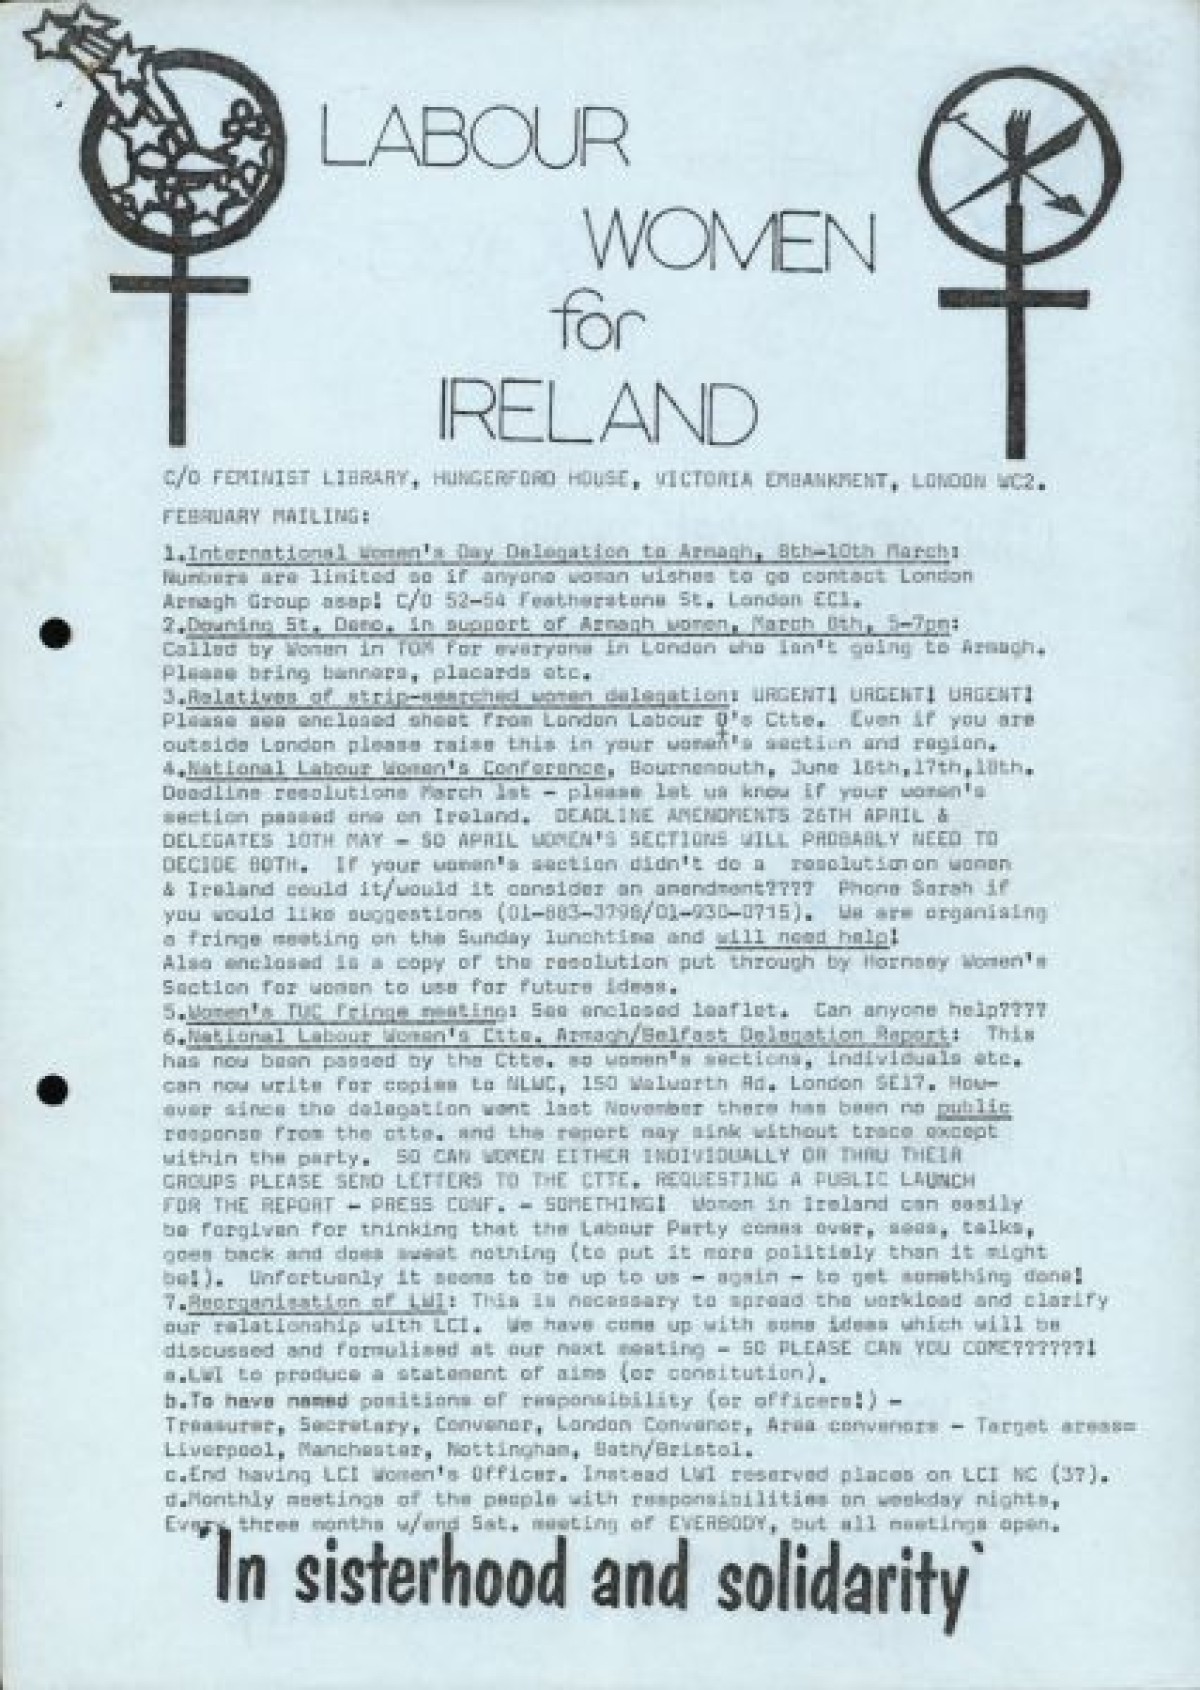 LABOUR
WOMEN
for
IRELAND
C/O FEMINIST LIBRARY, HUNGERFORD HOUSE, VICTORIA EMBANKMENT, LONDON WC2.
FEBRUARY MAILING:
1.International Women's Day Delegation to Armagh, 8th-10th March:
Numbers are limited so if anyone woman wishes to go contact London
Armagh Group asap! C/O 52-54 Featherstone St. London EC1.
2.Downing St. Demo. in support of Armagh women, March 8th, 5-7pm:
Called by Women in TOM for everyone in London who isn't going to Armagh.
Please bring banners, placards etc.
3.Relatives of strip-searched women delegation: URGENT! URGENT! URGENT!
Please see enclosed sheet from London Labour ♀'s Ctte. Even if you are
outside London please raise this in your women's section and region.
4.National Labour Women's Conference, Bournemouth, June 16th,17th,18th.
Deadline resolutions March 1st - please let us know if your women's
section passed one on Ireland. DEADLINE AMENDMENTS 26TH APRIL &
DELEGATES 10TH MAY - SO APRIL WOMEN'S SECTIONS WILL PROBABLY NEED TO
DECIDE BOTH. If your women's section didn't do a resolution on women
& Ireland could it/would it consider an amendment???? Phone Sarah if
you would like suggestions (01-883-3798/01-930-0715). We are organising
a fringe meeting on the Sunday lunchtime and will need help!
Also enclosed is a copy of the resolution put through by Hornsey Women's
Section for women to use for future ideas.
5.Women's TUC fringe meeting: See enclosed leaflet. Can anyone help????
6.National Labour Women's Ctte. Armagh/Belfast Delegation Report: This
has now been passed by the Ctte. so women's sections, individuals etc.
can now write for copies to NLWC, 150 Walworth Rd. London SE17. How-
ever since the delegation went last November there has been no public
response from the ctte. and the report may sink without trace except
within the party. SO CAN WOMEN EITHER INDIVIDUALLY OR THRU THEIR
GROUPS PLEASE SEND LETTERS TO THE CTTE. REQUESTING A PUBLIC LAUNCH
FOR THE REPORT - PRESS CONF. - SOMETHING! Women in Ireland can easily
be forgiven for thinking that the Labour Party comes over, sees, talks,
goes back and does sweet nothing (to put it more politiely than it might
be!). Unfortuenly it seems to be up to us - again - to get something done!
7.Reorganisation of LWI: This is necessary to spread the workload and clarify
our relationship with LCI. We have come up with some ideas which will be
discussed and formulised at our next meeting - SO PLEASE CAN YOU COME??????!
a.LWI to produce a statement of aims (or consitution).
b.To have named positions of responsibility (or officers!) -
Treasurer, Secretary, Convenor, London Convenor, Area convenors - Target areas=
Liverpool, Manchester, Nottingham, Bath/Bristol.
c.End having LCI Women's Officer. Instead LWI reserved places on LCI NC (3?).
d.Monthly meetings of the people with responsibilities on weekday nights,
Every three months w/end Sat. meeting of EVERBODY, but all meetings open.
'In sisterhood and solidarity'